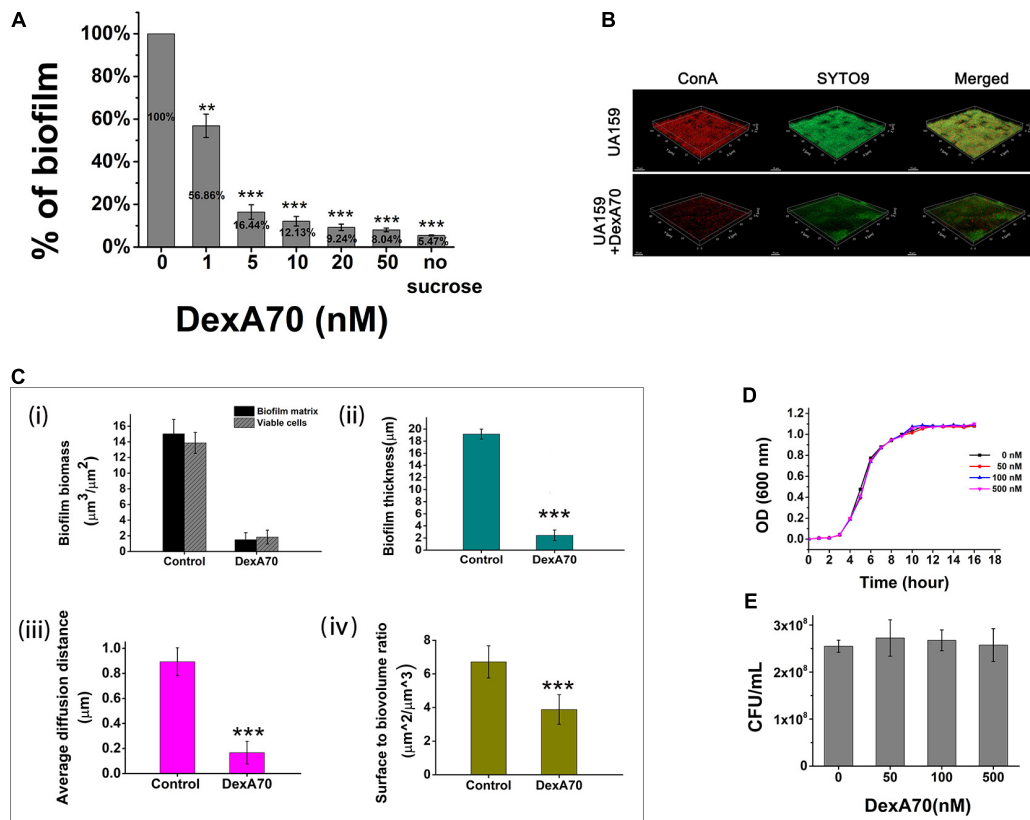 A
% of biofilm
100%
80%
60%
40%
20%
0%
100%
**
56.86%
***
16.44%
***
12.13%
***
9.24%
***
8.04%
***
5.47%
0 1 5 10 20 50 no
sucrose
DexA70 (nM)
B
ConA SYTO9 Merged
UA159
UA159
+DexA70
C
(i)
Biofilm biomass
(μm³/μm²)
16
14
12
10
8
6
4
2
0
Biofilm matrix
Viable cells
Control DexA70
(ii)
Biofilm thickness(μm)
20
18
16
14
12
10
8
6
4
2
0
***
Control DexA70
(iii)
Average diffusion distance
(μm)
1.0
0.8
0.6
0.4
0.2
0.0
***
Control DexA70
(iv)
Surface to biovolume ratio
(μm^2/μm^3)
8
6
4
2
0
***
Control DexA70
D
OD (600 nm)
1.2
1.0
0.8
0.6
0.4
0.2
0.0
0 nM
50 nM
100 nM
500 nM
0 2 4 6 8 10 12 14 16 18
Time (hour)
E
CFU/mL
3x10⁸
2x10⁸
1x10⁸
0 50 100 500
DexA70(nM)